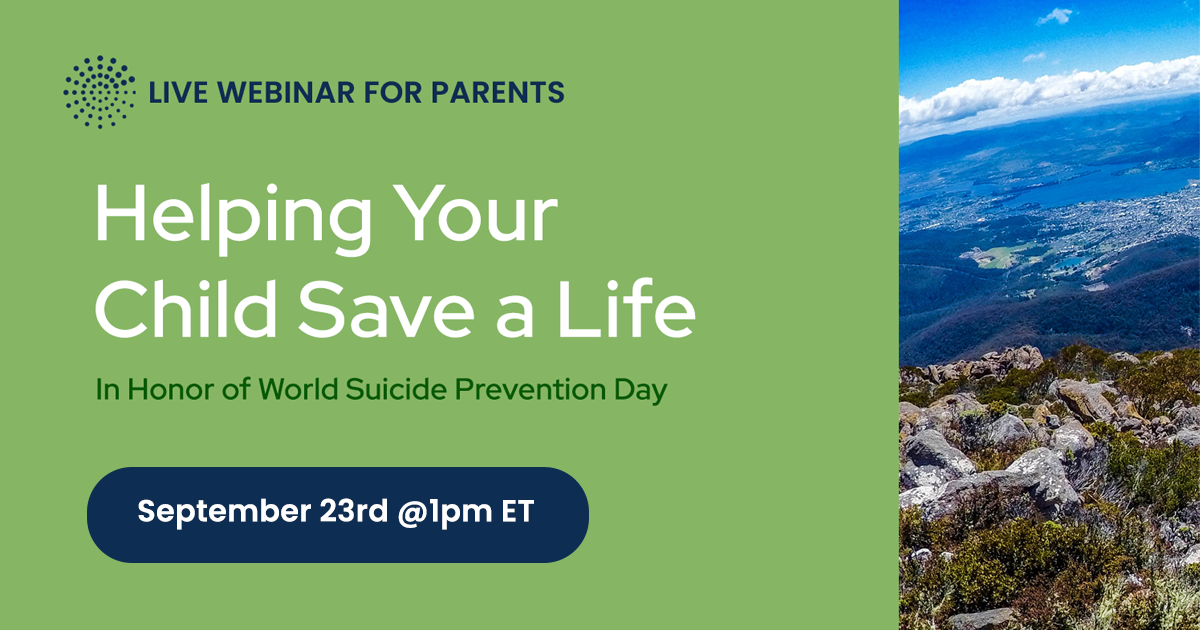 LIVE WEBINAR FOR PARENTS
Helping Your
Child Save a Life
In Honor of World Suicide Prevention Day
September 23rd @1pm ET